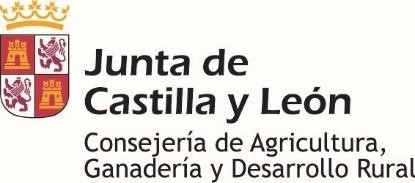 Junta de
Castilla y León
Consejería de Agricultura,
Ganadería y Desarrollo Rural